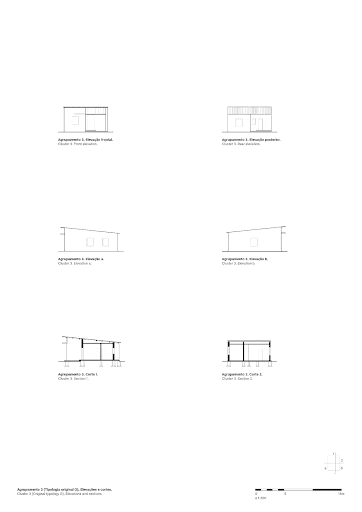 Agrupamento 3. Elevação frontal.
Cluster 3. Front elevation.
Agrupamento 3. Elevação posterior.
Cluster 3. Rear elevation.
Agrupamento 3. Elevação a.
Cluster 3. Elevation a.
Agrupamento 3. Elevação b.
Cluster 3. Elevation b.
Agrupamento 3. Corte 1.
Cluster 3. Section 1.
Agrupamento 3. Corte 2.
Cluster 3. Section 2.
Agrupamento 3 (Tipologia original D). Elevações e cortes.
Cluster 3 (Original typology D). Elevations and sections.
0 5 10m